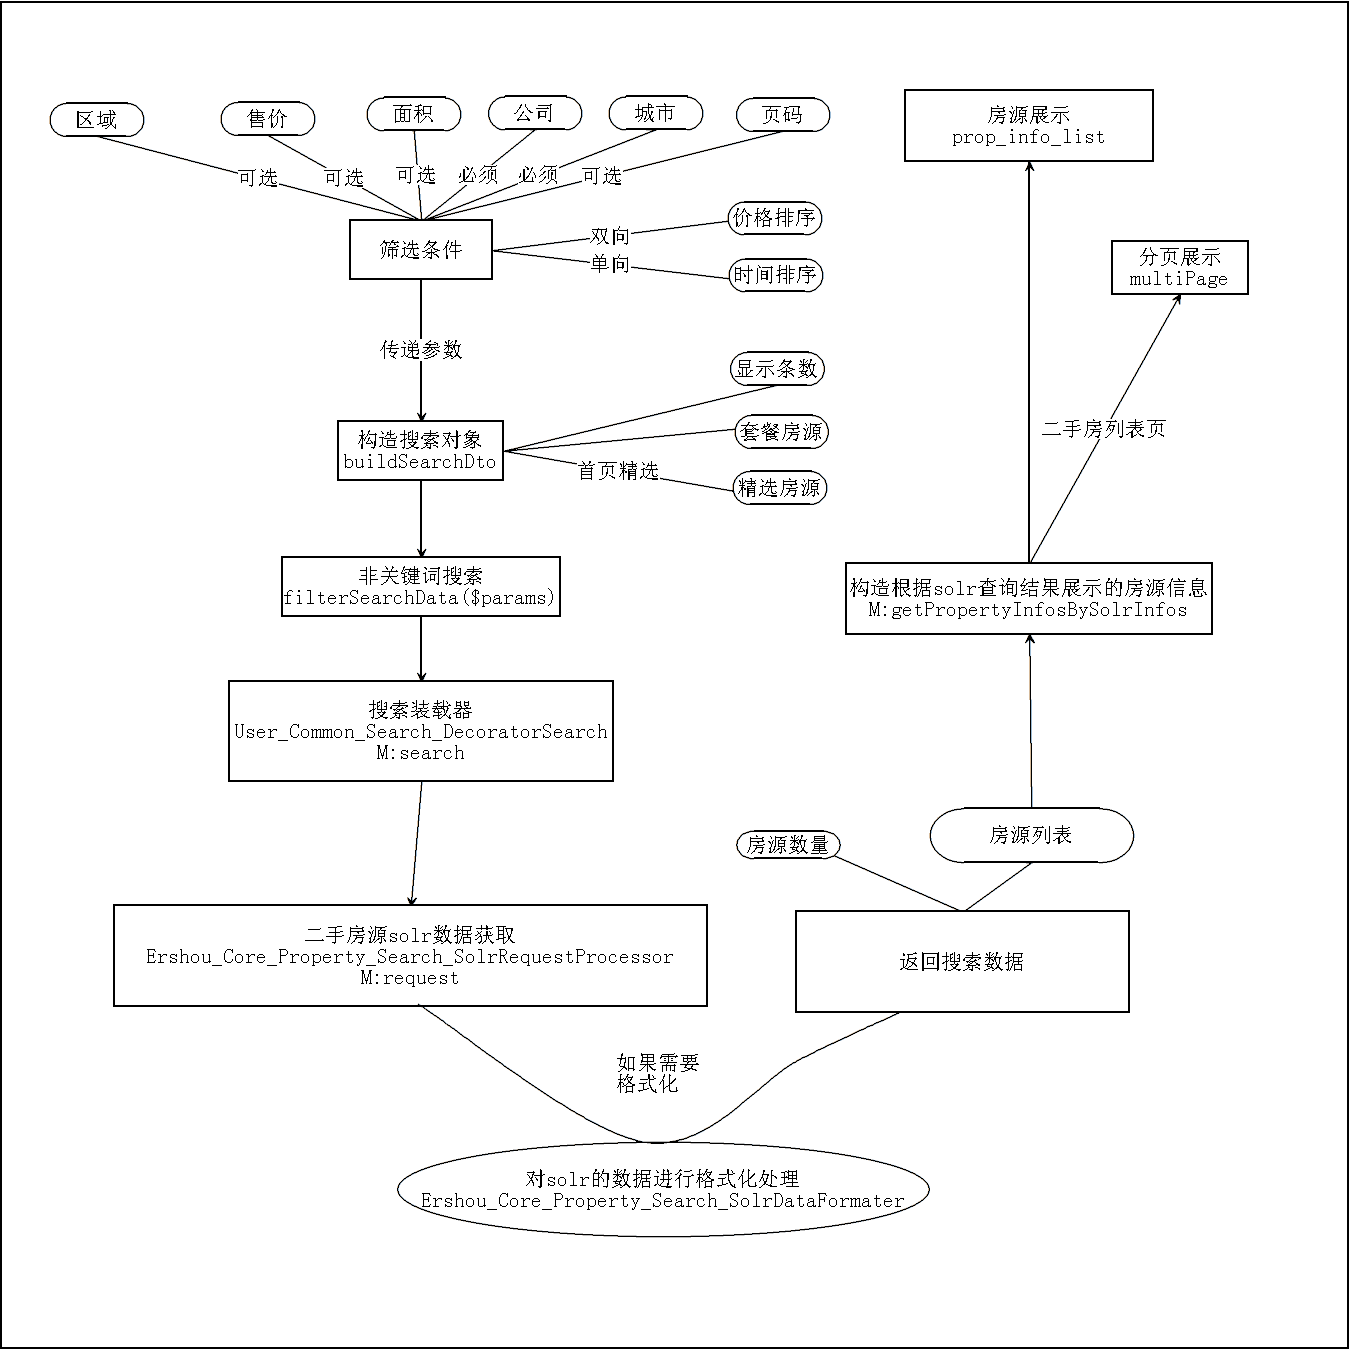 区域
售价
面积
公司
城市
页码
可选
可选
可选
必须
必须
可选
筛选条件
双向
单向
价格排序
时间排序
传递参数
构造搜索对象
buildSearchDto
显示条数
套餐房源
首页精选
精选房源
非关键词搜索
filterSearchData($params)
搜索装载器
User_Common_Search_DecoratorSearch
M:search
二手房源solr数据获取
Ershou_Core_Property_Search_SolrRequestProcessor
M:request
如果需要
格式化
对solr的数据进行格式化处理
Ershou_Core_Property_Search_SolrDataFormater
返回搜索数据
房源数量
房源列表
构造根据solr查询结果展示的房源信息
M:getPropertyInfosBySolrInfos
二手房列表页
分页展示
multiPage
房源展示
prop_info_list